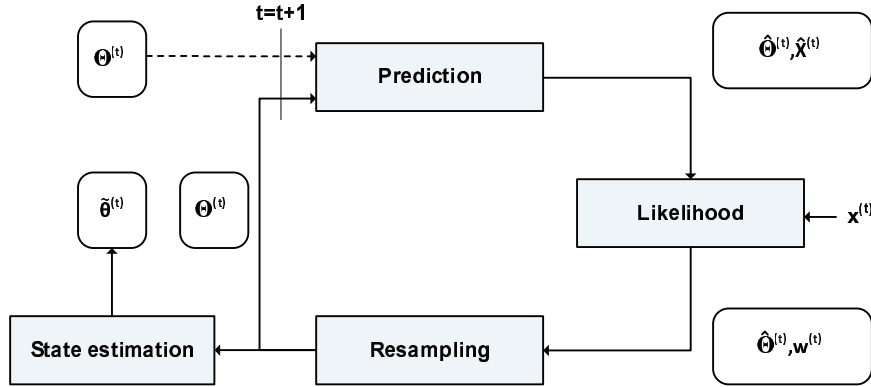 t=t+1
Θ⁽ᵗ⁾
Prediction
Θ̂⁽ᵗ⁾,X̂⁽ᵗ⁾
θ̃⁽ᵗ⁾
Θ⁽ᵗ⁾
Likelihood
x⁽ᵗ⁾
State estimation
Resampling
Θ̂⁽ᵗ⁾,w⁽ᵗ⁾